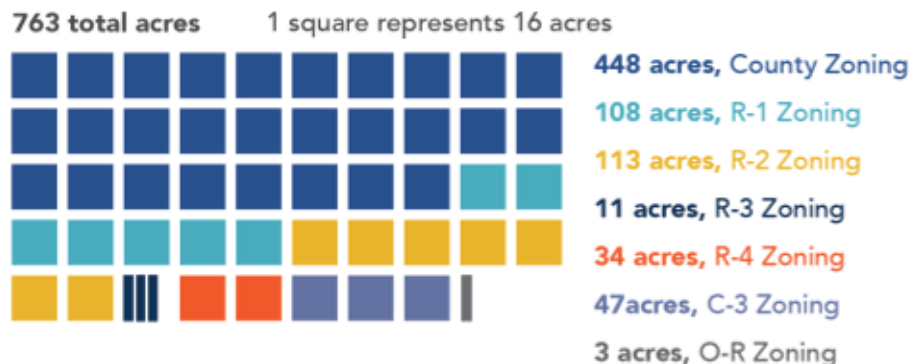 763 total acres 1 square represents 16 acres
448 acres, County Zoning
108 acres, R-1 Zoning
113 acres, R-2 Zoning
11 acres, R-3 Zoning
34 acres, R-4 Zoning
47acres, C-3 Zoning
3 acres, O-R Zoning